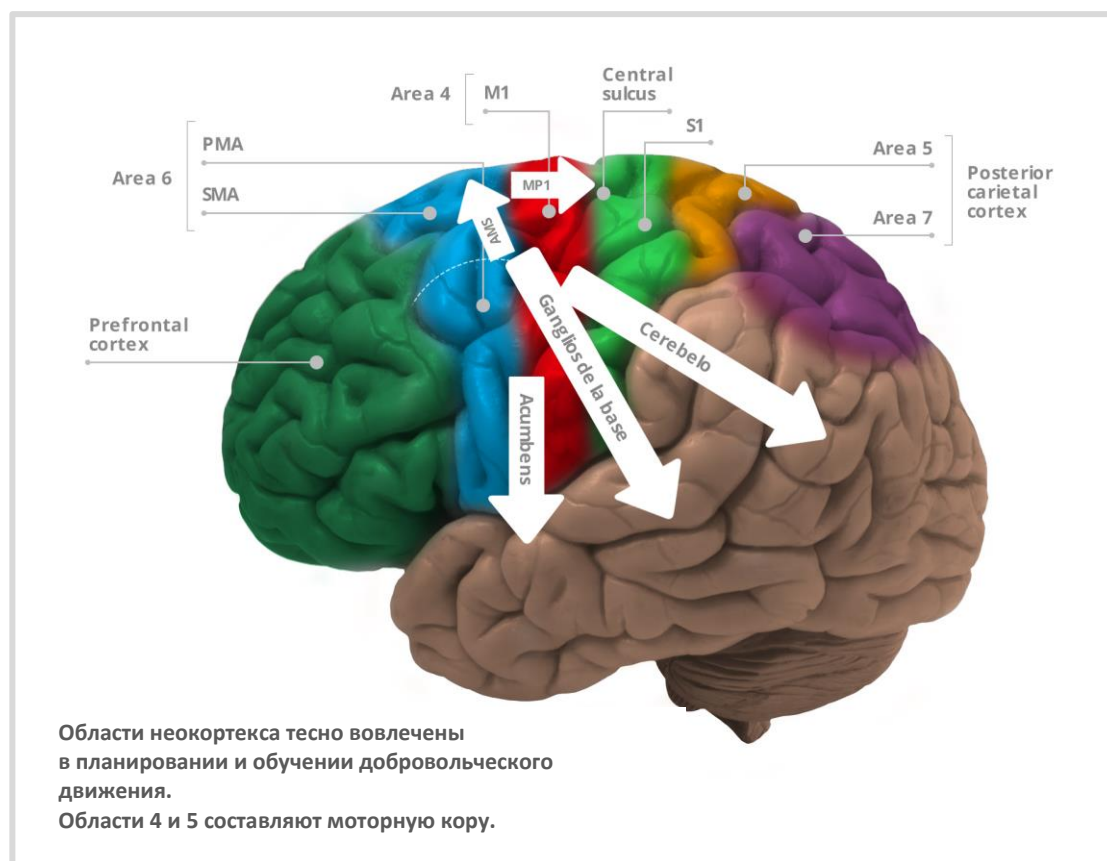 Area 4
M1
Central
sulcus
S1
Area 6
PMA
SMA
Area 5
Area 7
Posterior
carietal
cortex
MP1
AMS
Prefrontal
cortex
Ganglios de la base
Cerebelo
Acumbens
Области неокортекса тесно вовлечены
в планировании и обучении добровольческого
движения.
Области 4 и 5 составляют моторную кору.